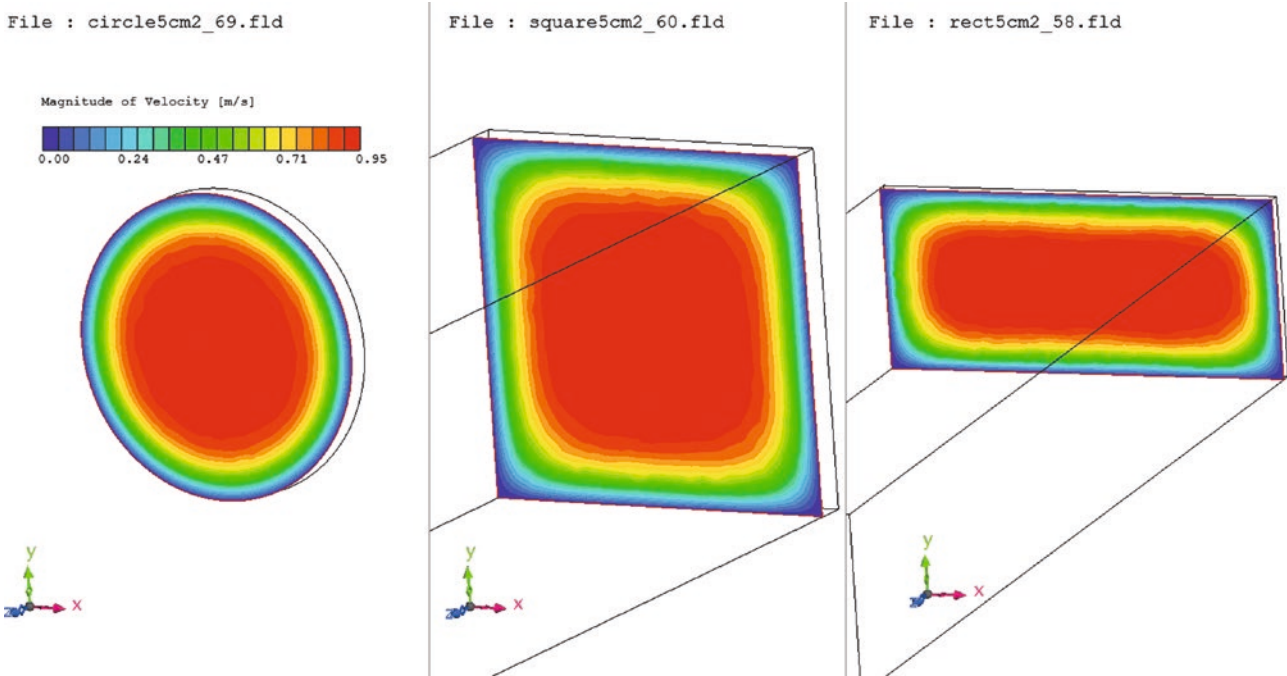 File : circle5cm2_69.fld
File : square5cm2_60.fld
File : rect5cm2_58.fld
Magnitude of Velocity [m/s]
0.00 0.24 0.47 0.71 0.95
y
x
z
y
x
z
y
x
z